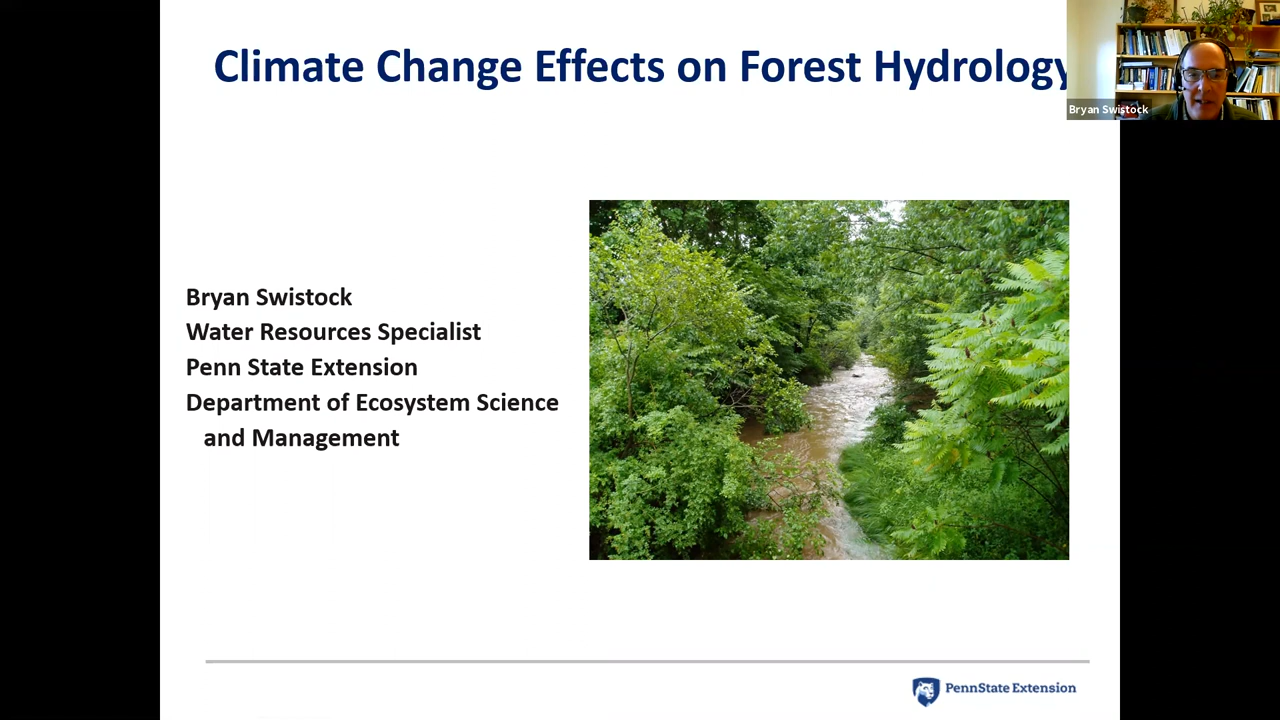 Climate Change Effects on Forest Hydrology
Bryan Swistock
Bryan Swistock
Water Resources Specialist
Penn State Extension
Department of Ecosystem Science
and Management
PennState Extension